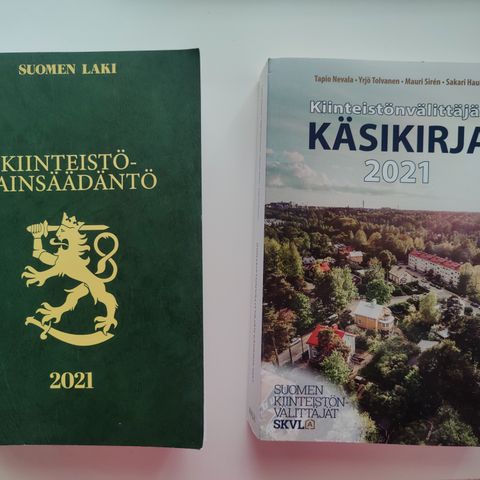 SUOMEN LAKI
KIINTEISTÖ-
AINSÄÄDÄNTÖ
2021
Tapio Nevala • Yrjö Tolvanen • Mauri Sirén • Sakari Hau
Kiinteistönvälittäjä
KÄSIKIRJA
2021
SUOMEN
KIINTEISTÖN-
VÄLITTÄJÄT
SKVL